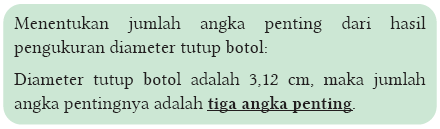 Menentukan jumlah angka penting dari hasil
pengukuran diameter tutup botol:
Diameter tutup botol adalah 3,12 cm, maka jumlah
angka pentingnya adalah tiga angka penting.